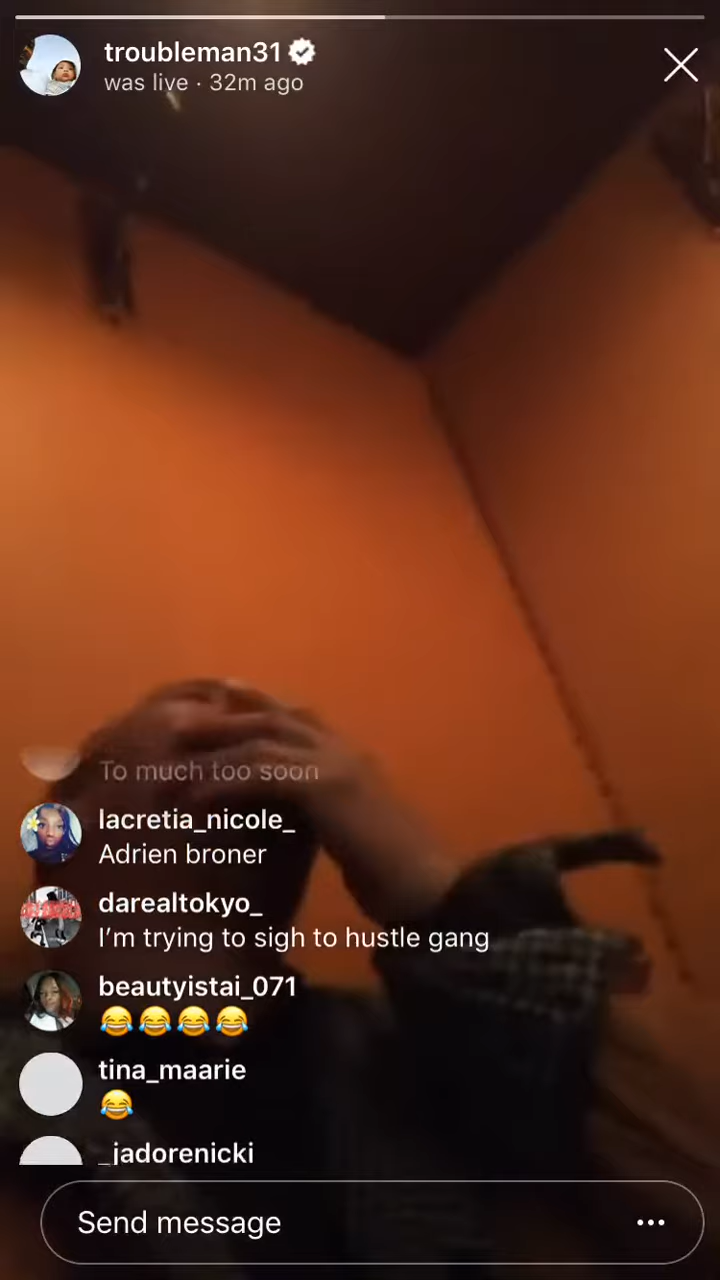 troubleman31
was live · 32m ago
To much too soon
lacretia_nicole_
Adrien broner
darealtokyo_
I'm trying to sigh to hustle gang
beautyistai_071
😂😂😂😂
tina_maarie
😂
_jadorenicki
Send message